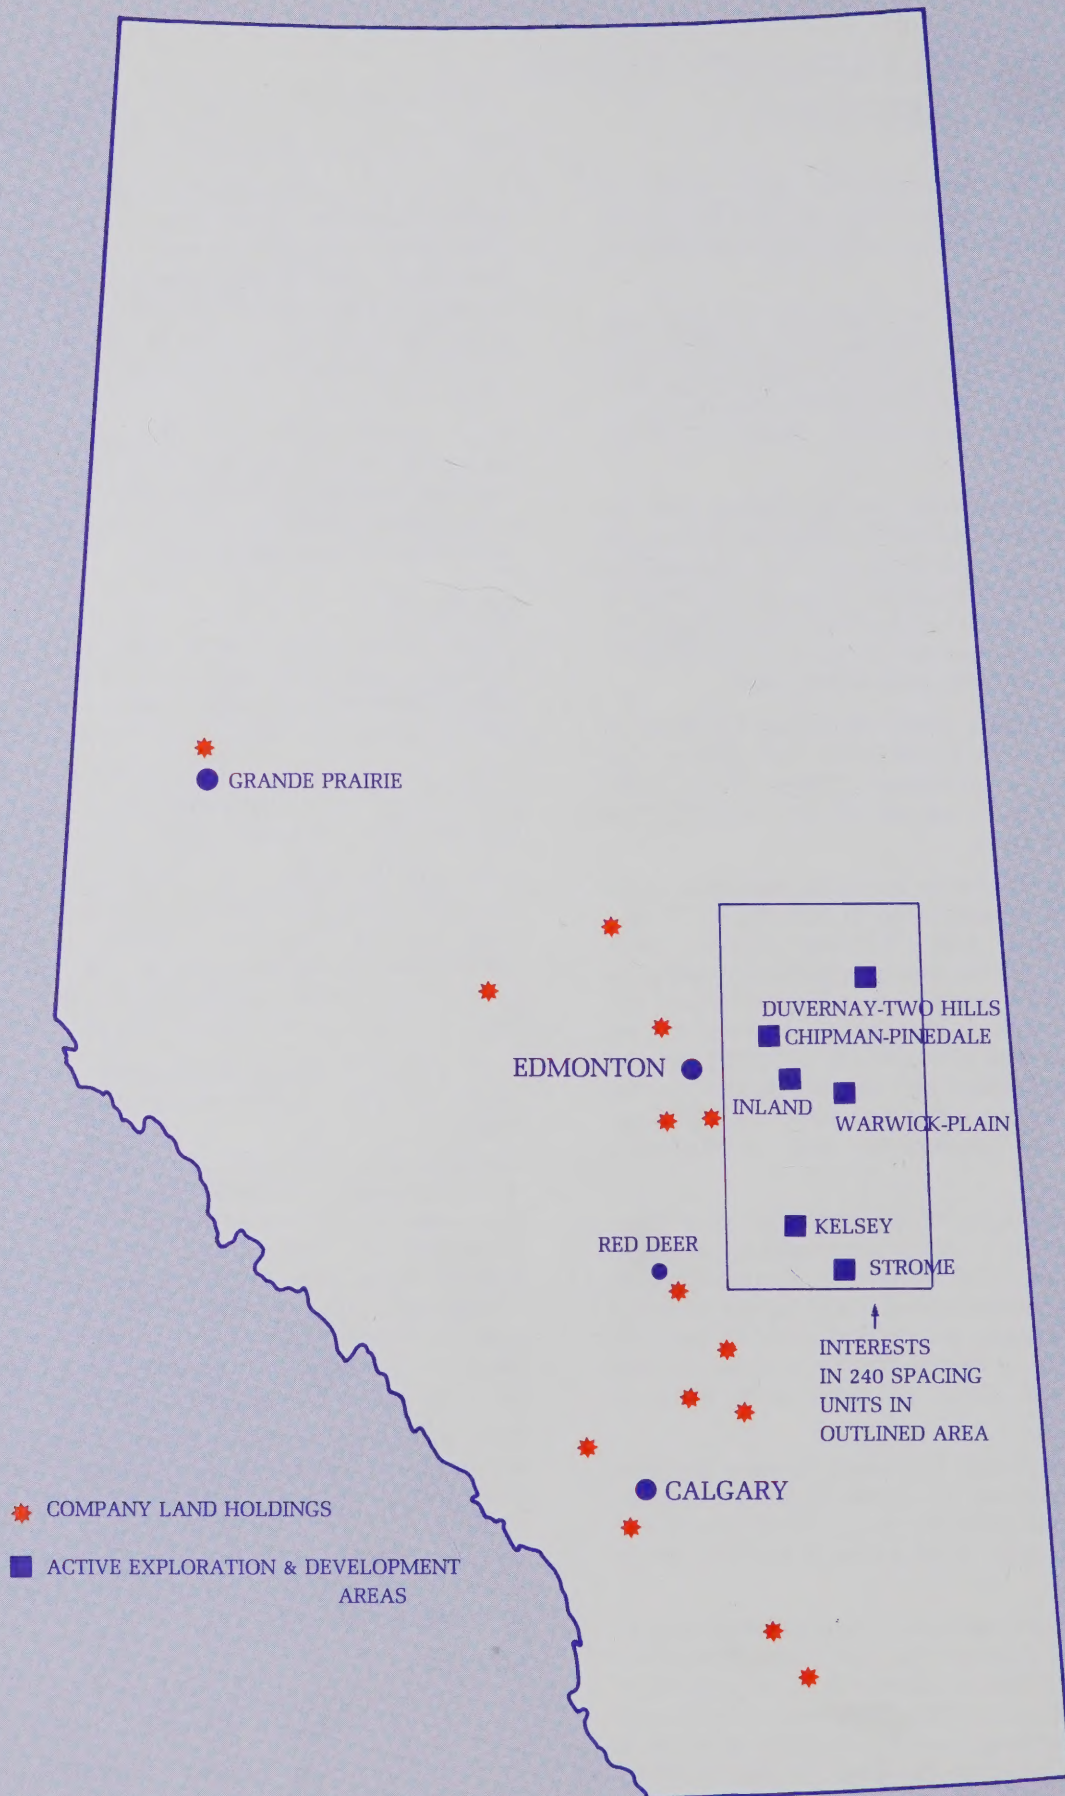 GRANDE PRAIRIE
DUVERNAY-TWO HILLS
CHIPMAN-PINEDALE
EDMONTON
INLAND
WARWICK-PLAIN
KELSEY
RED DEER
STROME
INTERESTS
IN 240 SPACING
UNITS IN
OUTLINED AREA
CALGARY
COMPANY LAND HOLDINGS
ACTIVE EXPLORATION & DEVELOPMENT
AREAS